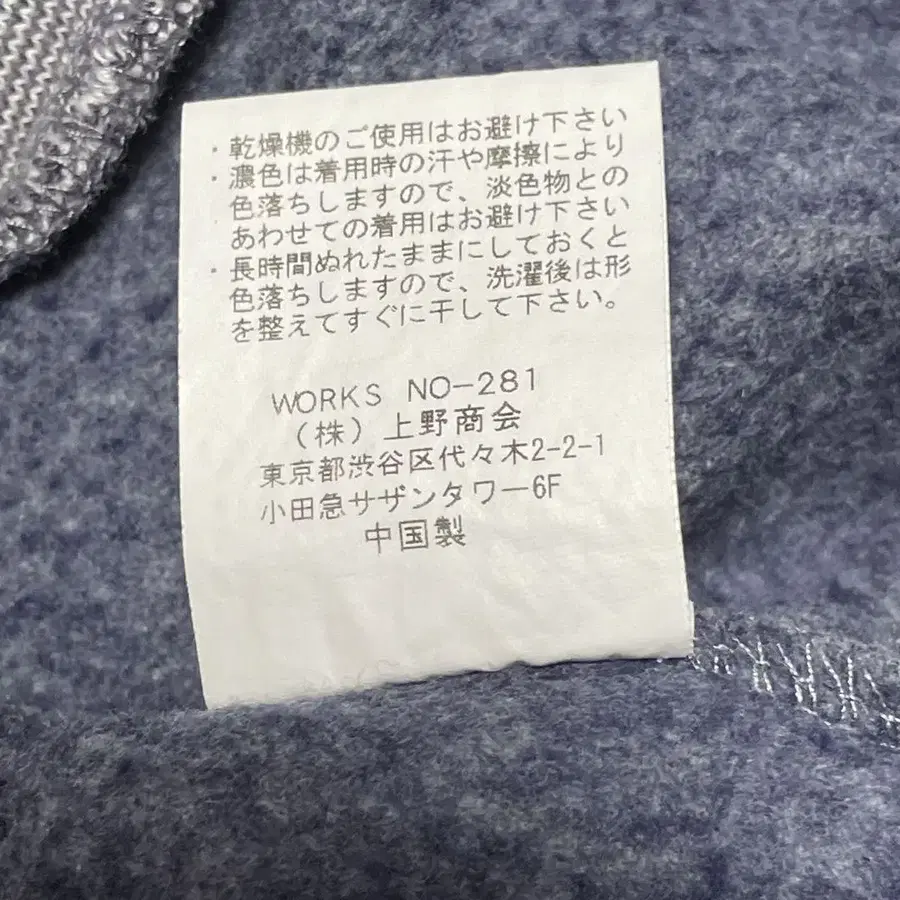 ・乾燥機のご使用はお避け下さい
・濃色は着用時の汗や摩擦により
色落ちしますので、淡色物との
あわせての着用はお避け下さい
・長時間ぬれたままにしておくと
色落ちしますので、洗濯後は形
を整えてすぐに干して下さい。
WORKS NO-281
(株)上野商会
東京都渋谷区代々木2-2-1
小田急サザンタワー6F
中国製